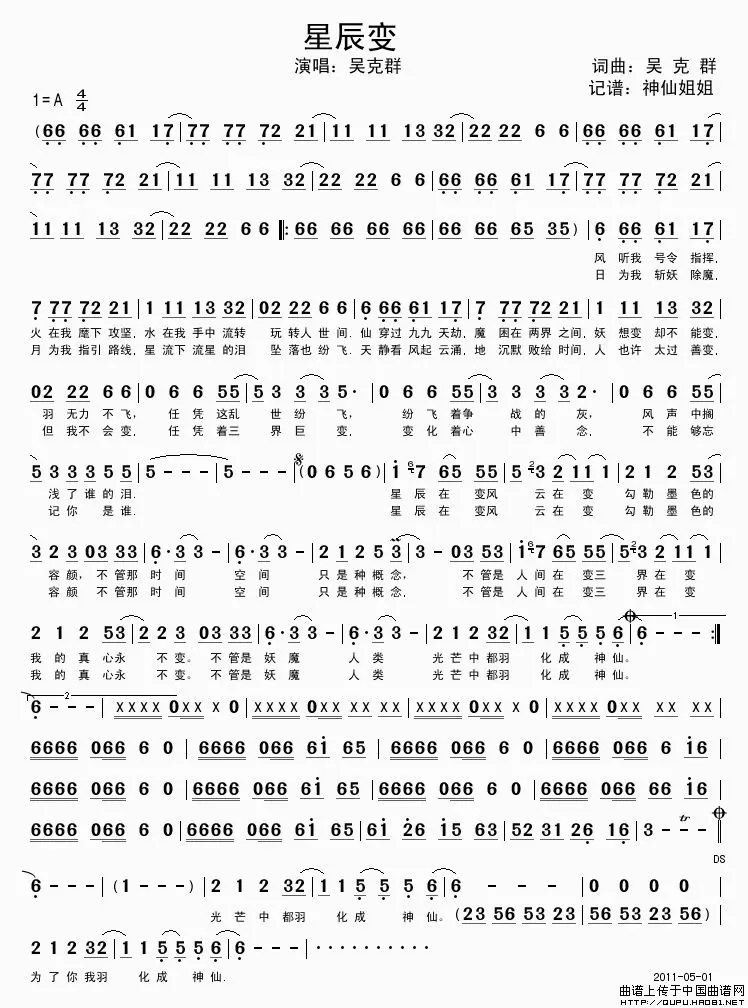 星辰变
演唱：吴克群
词曲：吴 克 群
记谱：神仙姐姐
1=A 4/4
(66 66 61 17|77 77 72 21|11 11 13 32|22 22 6 6|66 66 61 17|
77 77 72 21|11 11 13 32|22 22 6 6|66 66 61 17|77 77 72 21|
11 11 13 32|22 22 6 6 ‖:66 66 66 66|66 66 65 35)|6 66 61 17|
风 听我 号令 指挥,
日 为我 斩妖 除魔,
7 77 72 21|1 11 13 32|02 22 6 6|6 66 61 17|7 77 72 21|1 11 13 32|
火 在我 麾下 攻坚, 水 在我 手中 流转 玩转人 世间. 仙 穿过 九九 天劫, 魔 困在两界 之间, 妖 想变 却不 能变,
月 为我 指引 路线, 星 流下 流星 的泪 坠落也 纷飞. 天 静看 风起 云涌, 地 沉默 败给 时间, 人 也许 太过 善变,
02 22 6 6|0 6 6 55|5 3 3 3 5·|0 6 6 55|3 3 3 3 2·|0 6 6 55|
羽 无力 不飞, 任 凭 这乱 世 纷 飞, 纷 飞 着争 战 的 灰, 风 声 中搁
但 我不 会变, 任 凭 着三 界 巨 变, 变 化 着心 中 善 念, 不 能 够忘
5 3 3 3 5 5|5 - - -|5 - - -|(0 6 5 6)|i 7 65 55|5 3 2 11 1|2 1 2 53|
浅 了 谁 的 泪. 星 辰 在 变风 云 在 变 勾 勒 墨 色的
记 你 是 谁. 星 辰 在 变风 云 在 变 勾 勒 墨 色的
3 23 03 33|6·3 3 -|6·3 3 -|2 1 2 5 3|3 - 03 53|1 76 55 55|53 2 11 1|
容 颜, 不 管那 时 间 空 间 只 是 种 概 念, 不 管是 人 间 在 变三 界 在 变
容 颜, 不 管那 时 间 空 间 只 是 种 概 念, 不 管是 人 间 在 变三 界 在 变
2 1 2 53|2 23 03 33|6·3 3 -|6·3 3 -|2 1 2 32|1 1 5 5 5 6|6 - - :‖
1
我 的 真 心永 不 变。不 管是 妖 魔 人 类 光 芒 中 都羽 化 成 神 仙。
我 的 真 心永 不 变。不 管是 妖 魔 人 类 光 芒 中 都羽 化 成 神 仙。
2
6 - - -|xxxx 0xx x 0|xxxx 0xx xx xx|xxxx 0xx x 0|xxxx 0xx xx xx|
6666 066 6 0|6666 066 6i 65|6666 066 6 0|6666 066 6 i6|
6666 066 6 0|6666 066 6i 65|6666 066 6 0|6666 066 66 i6|
6666 066 6 0|6666 066 6i 65|6i 26 i5 63|52 31 26 16|3 - - - ‖
tr
DS
6 - - -|(1 - - -)|2 1 2 32|1 1 5 5 5 6|6 - - -|0 0 0 0|
光 芒 中 都羽 化 成 神 仙。 (23 56 53 23|56 53 23 56)|
2 1 2 32|1 1 5 5 5 6|6 - - -|··········
为 了 你 我羽 化 成 神 仙.
2011-05-01
曲谱上传于中国曲谱网
http://QUPU.HAO81.NET